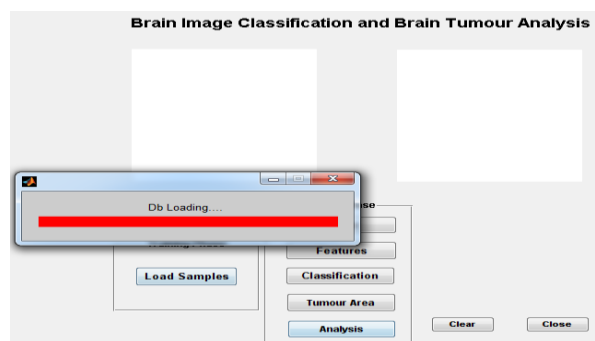 Brain Image Classification and Brain Tumour Analysis
Db Loading....
Features
Load Samples
Classification
Tumour Area
Analysis
Clear
Close